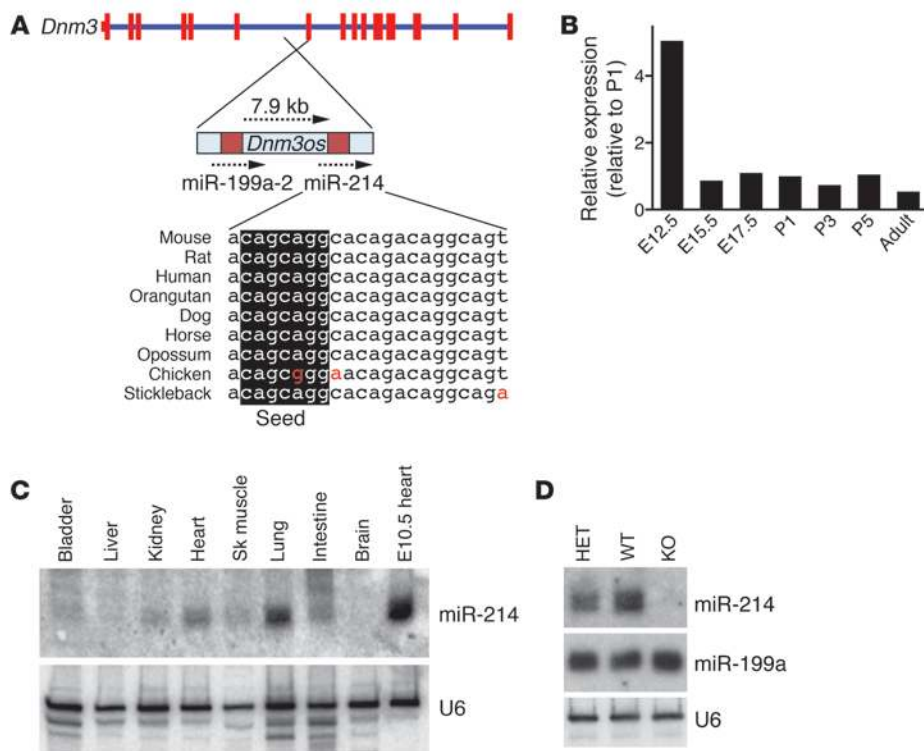 A
Dnm3
7.9 kb
Dnm3os
miR-199a-2 miR-214
Mouse acagcaggcacagacaggcagt
Rat acagcaggcacagacaggcagt
Human acagcaggcacagacaggcagt
Orangutan acagcaggcacagacaggcagt
Dog acagcaggcacagacaggcagt
Horse acagcaggcacagacaggcagt
Opossum acagcaggcacagacaggcagt
Chicken acagcgggaacagacaggcagt
Stickleback acagcaggcacagacaggcaga
Seed
B
Relative expression
(relative to P1)
4
2
0
E12.5 E15.5 E17.5 P1 P3 P5 Adult
C
Bladder Liver Kidney Heart Sk muscle Lung Intestine Brain E10.5 heart
miR-214
U6
D
HET WT KO
miR-214
miR-199a
U6